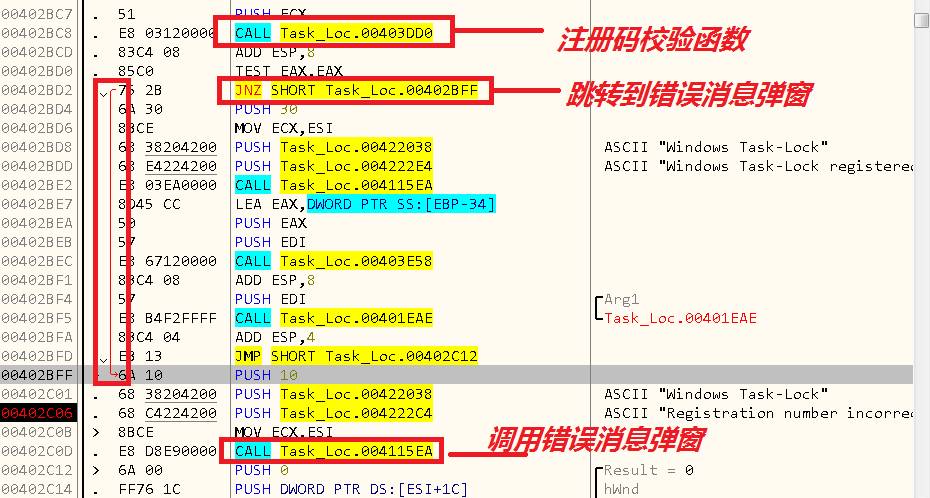 00402BC7 . 51 PUSH ECX
00402BC8 . E8 03120000 CALL Task_Loc.00403DD0 注册码校验函数
00402BCD . 83C4 08 ADD ESP,8
00402BD0 . 85C0 TEST EAX,EAX
00402BD2 75 2B JNZ SHORT Task_Loc.00402BFF 跳转到错误消息弹窗
00402BD4 6A 30 PUSH 30
00402BD6 8BCE MOV ECX,ESI
00402BD8 68 38204200 PUSH Task_Loc.00422038 ASCII "Windows Task-Lock"
00402BDD 68 E4224200 PUSH Task_Loc.004222E4 ASCII "Windows Task-Lock registered
00402BE2 E8 03EA0000 CALL Task_Loc.004115EA
00402BE7 8D45 CC LEA EAX,DWORD PTR SS:[EBP-34]
00402BEA 50 PUSH EAX
00402BEB 57 PUSH EDI
00402BEC E8 67120000 CALL Task_Loc.00403E58
00402BF1 83C4 08 ADD ESP,8
00402BF4 57 PUSH EDI Arg1
00402BF5 E8 B4F2FFFF CALL Task_Loc.00401EAE Task_Loc.00401EAE
00402BFA 83C4 04 ADD ESP,4
00402BFD EB 13 JMP SHORT Task_Loc.00402C12
00402BFF 6A 10 PUSH 10
00402C01 . 68 38204200 PUSH Task_Loc.00422038 ASCII "Windows Task-Lock"
00402C06 . 68 C4224200 PUSH Task_Loc.004222C4 ASCII "Registration number incorrec
00402C0B > 8BCE MOV ECX,ESI
00402C0D . E8 D8E90000 CALL Task_Loc.004115EA 调用错误消息弹窗
00402C12 > 6A 00 PUSH 0 Result = 0
00402C14 . FF76 1C PUSH DWORD PTR DS:[ESI+1C] hWnd